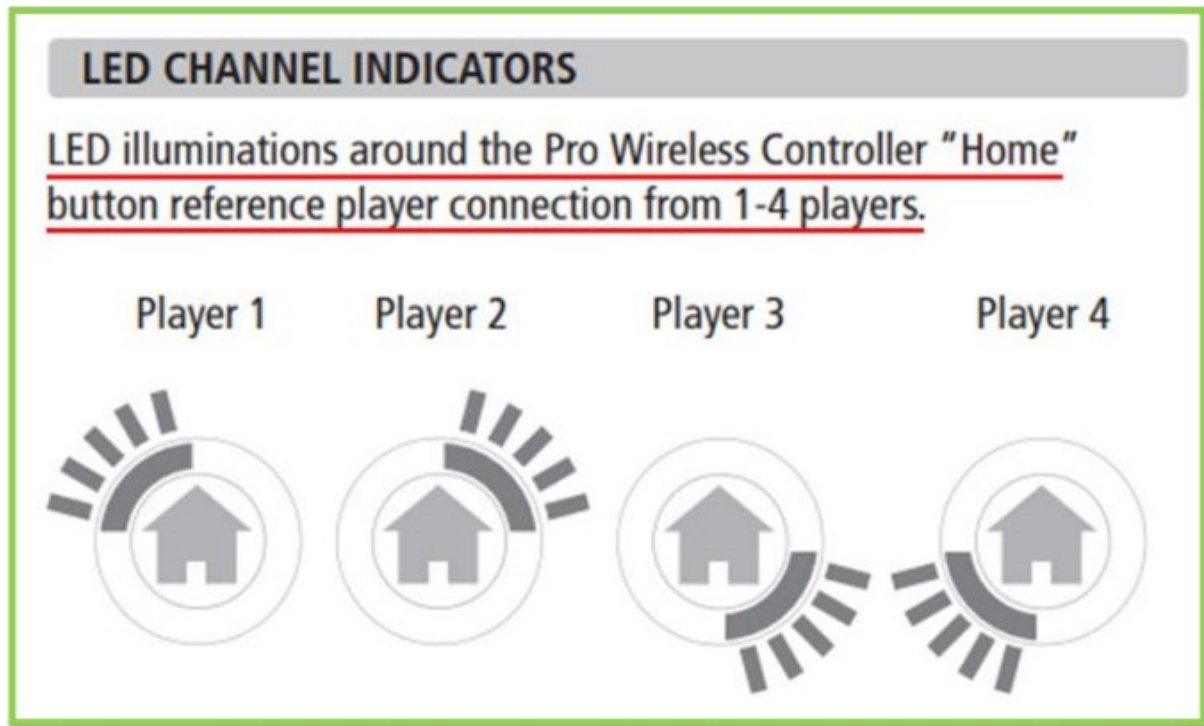 LED CHANNEL INDICATORS
LED illuminations around the Pro Wireless Controller “Home”
button reference player connection from 1-4 players.
Player 1 Player 2 Player 3 Player 4